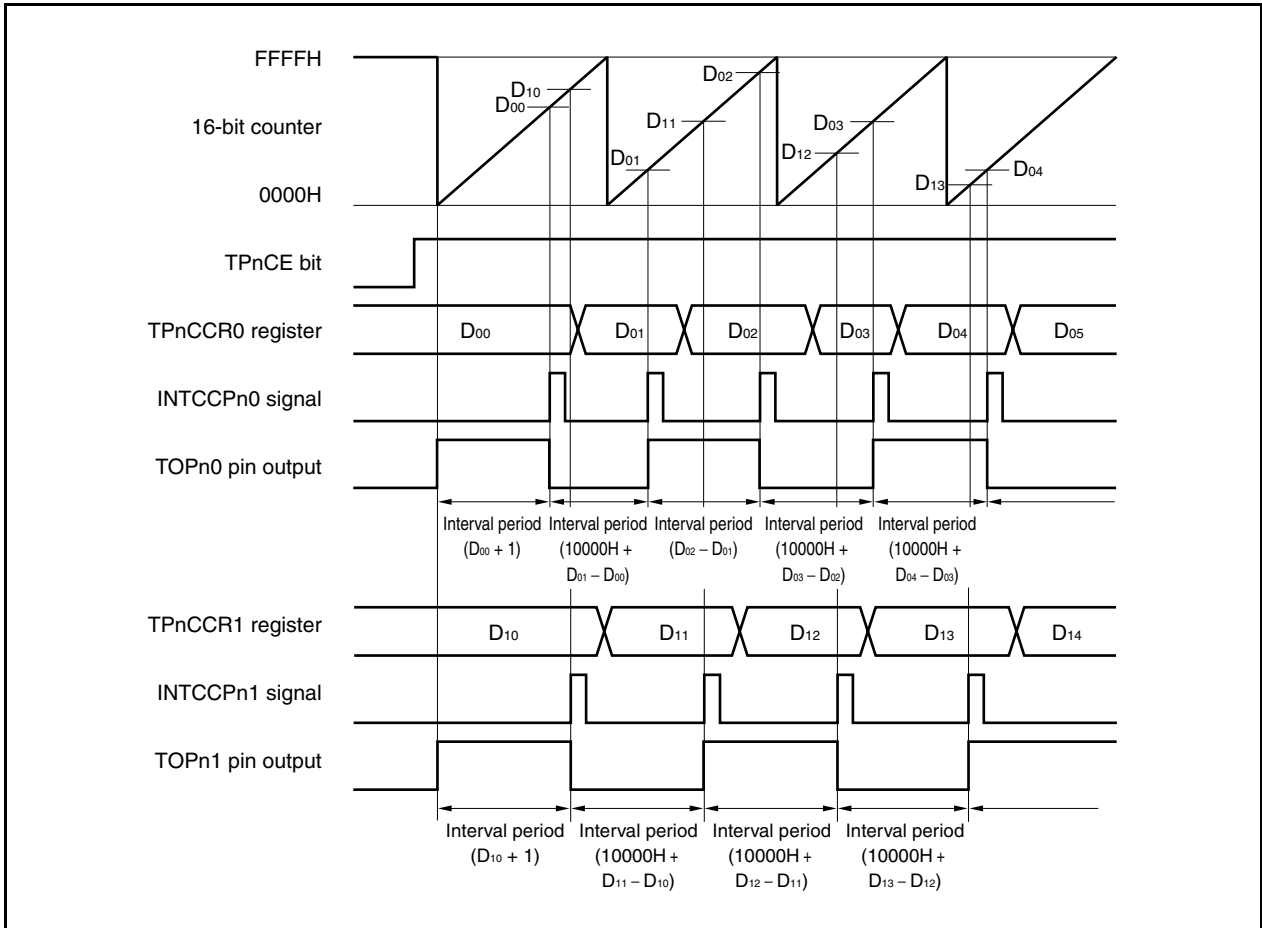 FFFFH
D02
D10
D00
16-bit counter
D11
D03
D12
D01
D04
D13
0000H
TPnCE bit
TPnCCR0 register
D00
D01
D02
D03
D04
D05
INTCCPn0 signal
TOPn0 pin output
Interval period
(D00 + 1)
Interval period
(10000H +
D01 – D00)
Interval period
(D02 – D01)
Interval period
(10000H +
D03 – D02)
Interval period
(10000H +
D04 – D03)
TPnCCR1 register
D10
D11
D12
D13
D14
INTCCPn1 signal
TOPn1 pin output
Interval period
(D10 + 1)
Interval period
(10000H +
D11 – D10)
Interval period
(10000H +
D12 – D11)
Interval period
(10000H +
D13 – D12)